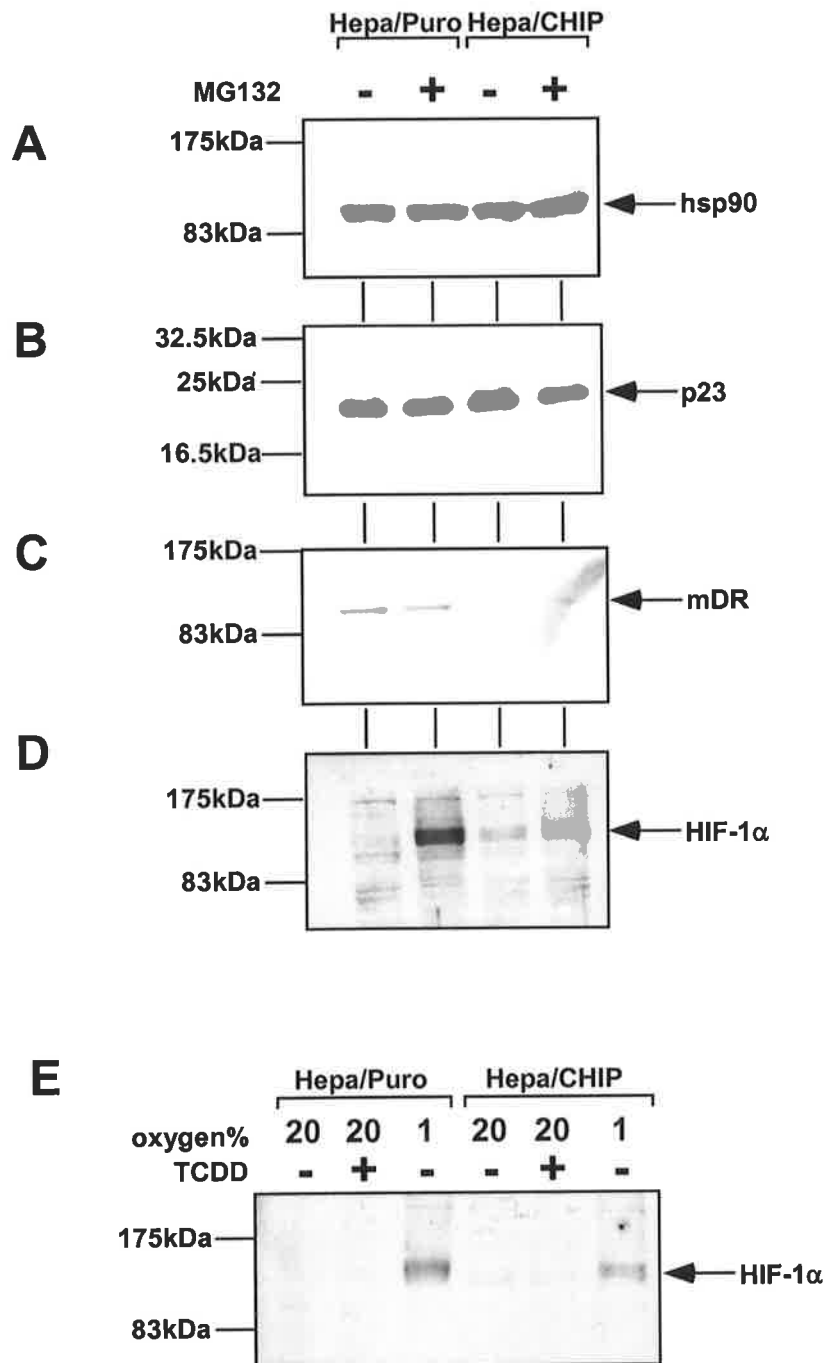 Hepa/Puro Hepa/CHIP
MG132 - + - +
A
175kDa
hsp90
83kDa
B
32.5kDa
25kDa
p23
16.5kDa
C
175kDa
mDR
83kDa
D
175kDa
HIF-1α
83kDa
E
Hepa/Puro Hepa/CHIP
oxygen% 20 20 1 20 20 1
TCDD - + - - + -
175kDa
HIF-1α
83kDa